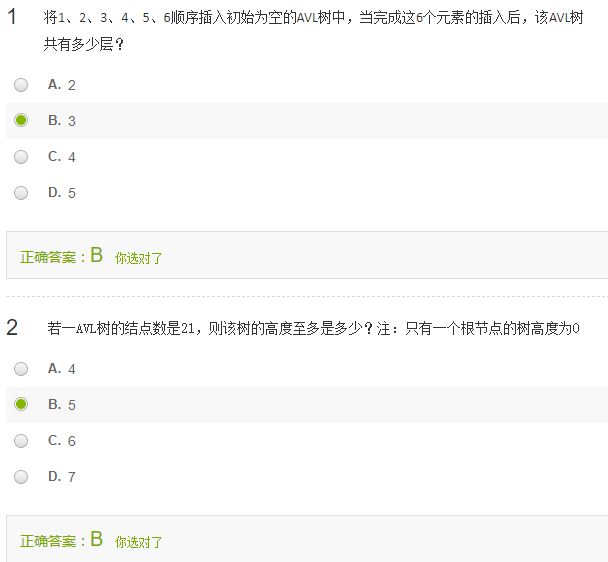 1 将1、2、3、4、5、6顺序插入初始为空的AVL树中，当完成这6个元素的插入后，该AVL树
共有多少层？
A. 2
B. 3
C. 4
D. 5
正确答案：B 你选对了
2 若一AVL树的结点数是21，则该树的高度至多是多少？注：只有一个根节点的树高度为0
A. 4
B. 5
C. 6
D. 7
正确答案：B 你选对了